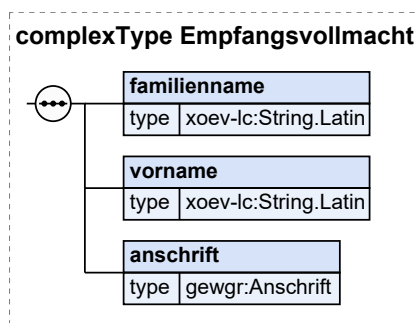 complexType Empfangsvollmacht
familienname
type xoev-lc:String.Latin
vorname
type xoev-lc:String.Latin
anschrift
type gewgr:Anschrift